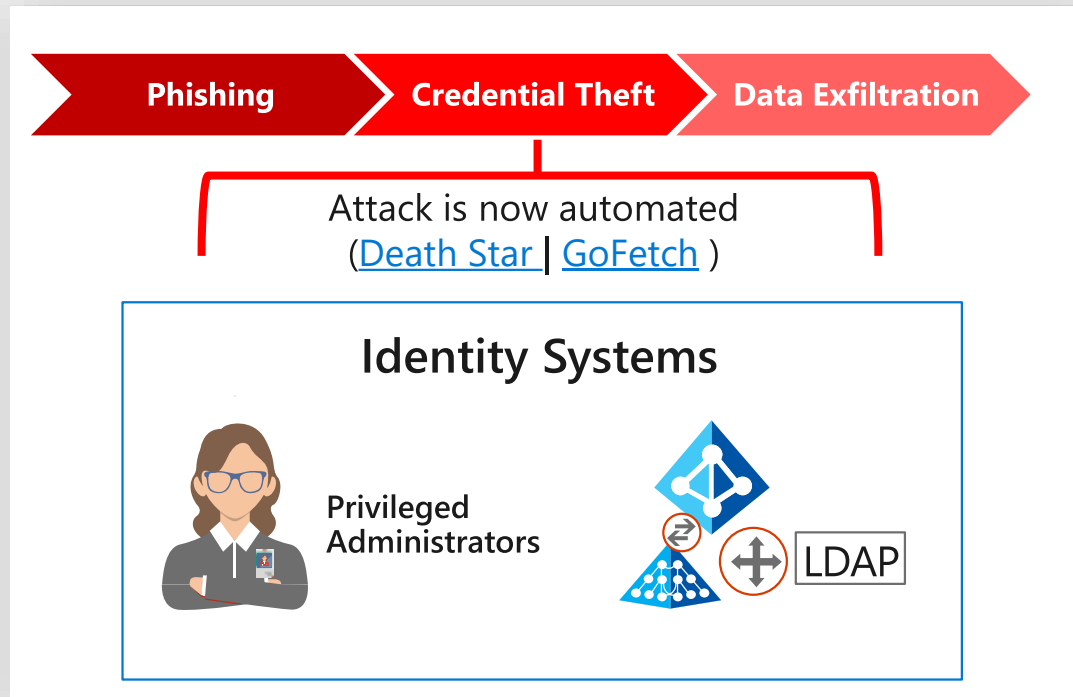 Phishing
Credential Theft
Data Exfiltration
Attack is now automated
(Death Star | GoFetch )
Identity Systems
Privileged
Administrators
LDAP